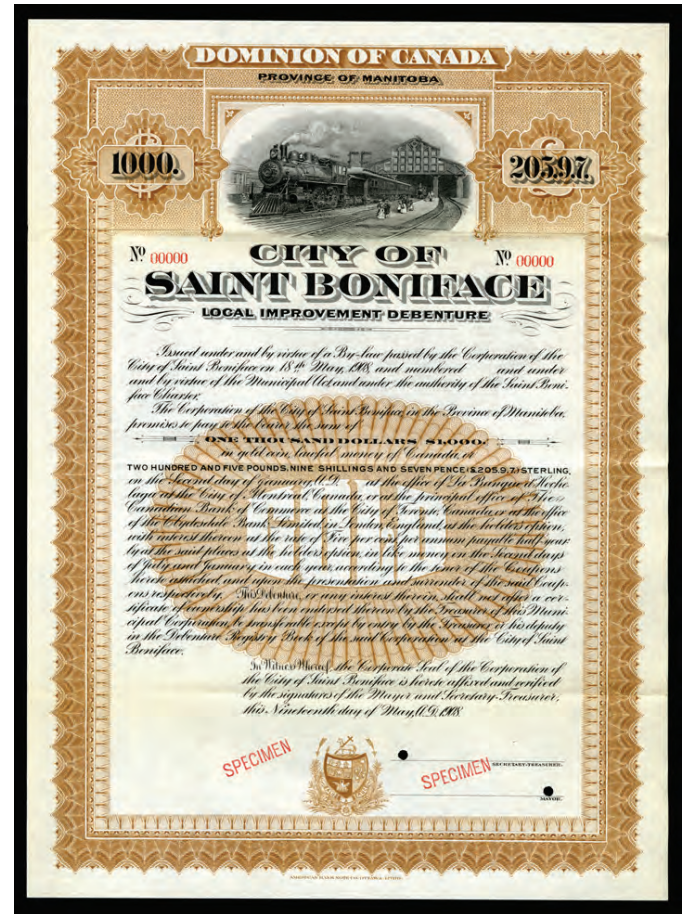 DOMINION OF CANADA
PROVINCE OF MANITOBA
1000.
205.9.7.
Nº 00000
Nº 00000
CITY OF
SAINT BONIFACE
LOCAL IMPROVEMENT DEBENTURE
Issued under and by virtue of a By-Law passed by the Corporation of the
City of Saint Boniface on 18th May, 1908, and numbered and under
and by virtue of the Municipal Act and under the authority of the Saint Boni-
face Charter,
The Corporation of the City of Saint Boniface, in the Province of Manitoba,
promises to pay to the bearer the sum of
ONE THOUSAND DOLLARS $1,000.
in gold coin, lawful money of Canada, or
TWO HUNDRED AND FIVE POUNDS, NINE SHILLINGS AND SEVEN PENCE (£205.9.7.) STERLING,
on the Second day of January, A.D. at the office of La Banque d'Hoche
laga at the City of Montreal, Canada, or at the principal office of The
Canadian Bank of Commerce at the City of Toronto, Canada, or at the office
of the Clydesdale Bank, Limited in London, England, at the holders option,
with interest thereon at the rate of Five per cent per annum payable half-year-
ly at the said places at the holders option, in like money on the Second days
of July and January in each year according to the tenor of the Coupons
hereto attached, and upon the presentation and surrender of the said Coup-
ons respectively. This Debenture, or any interest therein, shall not after a cer-
tificate of ownership has been endorsed thereon by the Treasurer of this Muni-
cipal Corporation, be transferable except by entry by the Treasurer or his deputy
in the Debenture Registry Book of the said Corporation at the City of Saint
Boniface.
GOLD
In Witness Whereof, the Corporate Seal of the Corporation of
the City of Saint Boniface is hereto affixed and verified
by the signatures of the Mayor and Secretary-Treasurer,
this Nineteenth day of May, A.D. 1908.
SPECIMEN
SPECIMEN
SECRETARY-TREASURER.
MAYOR.